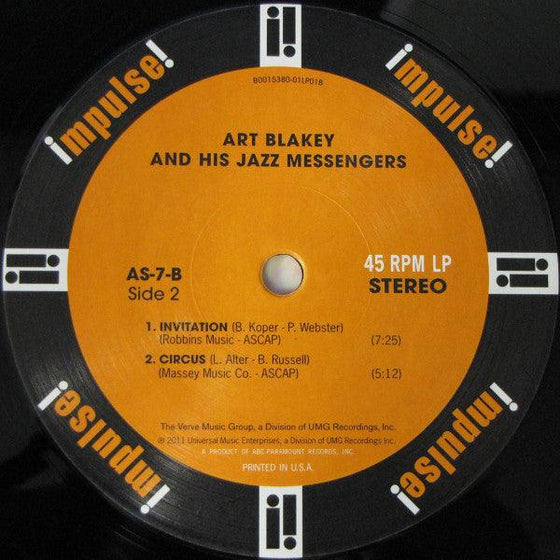 impulse!
impulse!
B0015380-01LP01B
ART BLAKEY
AND HIS JAZZ MESSENGERS
AS-7-B
Side 2
45 RPM LP
STEREO
1. INVITATION (B. Koper - P. Webster)
(Robbins Music - ASCAP) (7:25)
2. CIRCUS (L. Alter - B. Russell)
(Massey Music Co. - ASCAP) (5:12)
The Verve Music Group, a Division of UMG Recordings, Inc.
℗ 2011 Universal Music Enterprises, a Division of UMG Recordings Inc.
A PRODUCT OF ABC-PARAMOUNT RECORDS, INC.
PRINTED IN U.S.A.
impulse!
impulse!